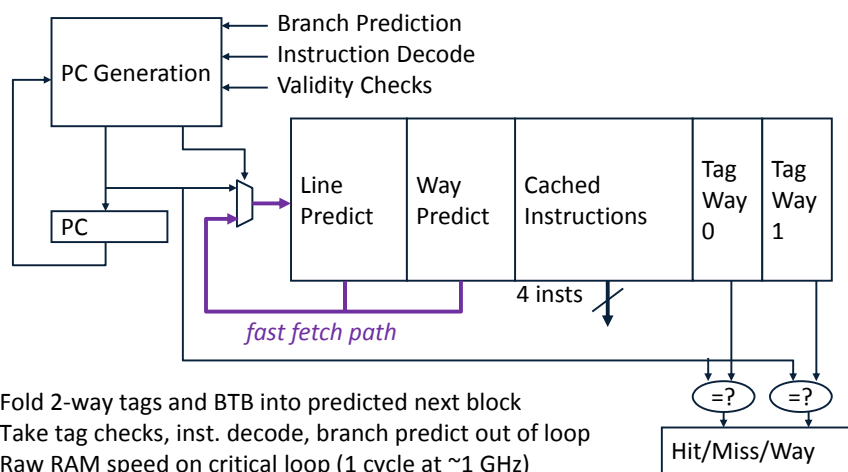 Branch Prediction
Instruction Decode
Validity Checks
PC Generation
PC
Line
Predict
Way
Predict
Cached
Instructions
Tag
Way
0
Tag
Way
1
4 insts
fast fetch path
=?
=?
Hit/Miss/Way
Fold 2-way tags and BTB into predicted next block
Take tag checks, inst. decode, branch predict out of loop
Raw RAM speed on critical loop (1 cycle at ~1 GHz)